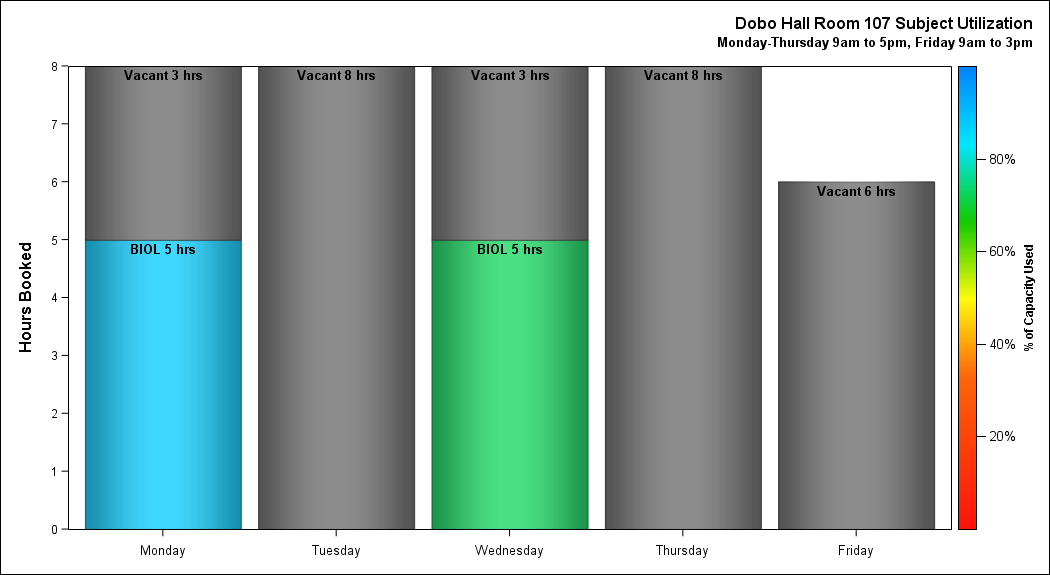 Dobo Hall Room 107 Subject Utilization
Monday-Thursday 9am to 5pm, Friday 9am to 3pm
Hours Booked
8
7
6
5
4
3
2
1
0
Vacant 3 hrs
BIOL 5 hrs
Vacant 8 hrs
Vacant 3 hrs
BIOL 5 hrs
Vacant 8 hrs
Vacant 6 hrs
Monday
Tuesday
Wednesday
Thursday
Friday
80%
60%
40%
20%
% of Capacity Used